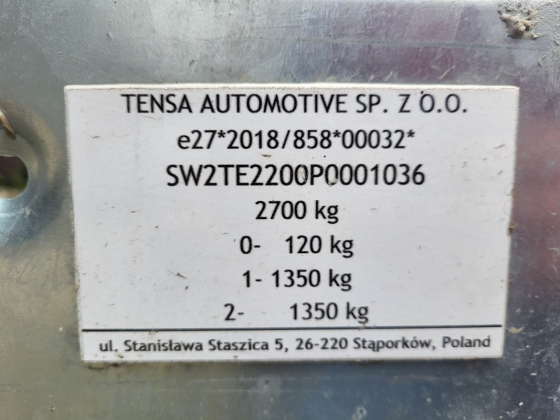 TENSA AUTOMOTIVE SP. Z O.O.
e27*2018/858*00032*
SW2TE2200P0001036
2700 kg
0- 120 kg
1- 1350 kg
2- 1350 kg
ul. Stanisława Staszica 5, 26-220 Stąporków, Poland